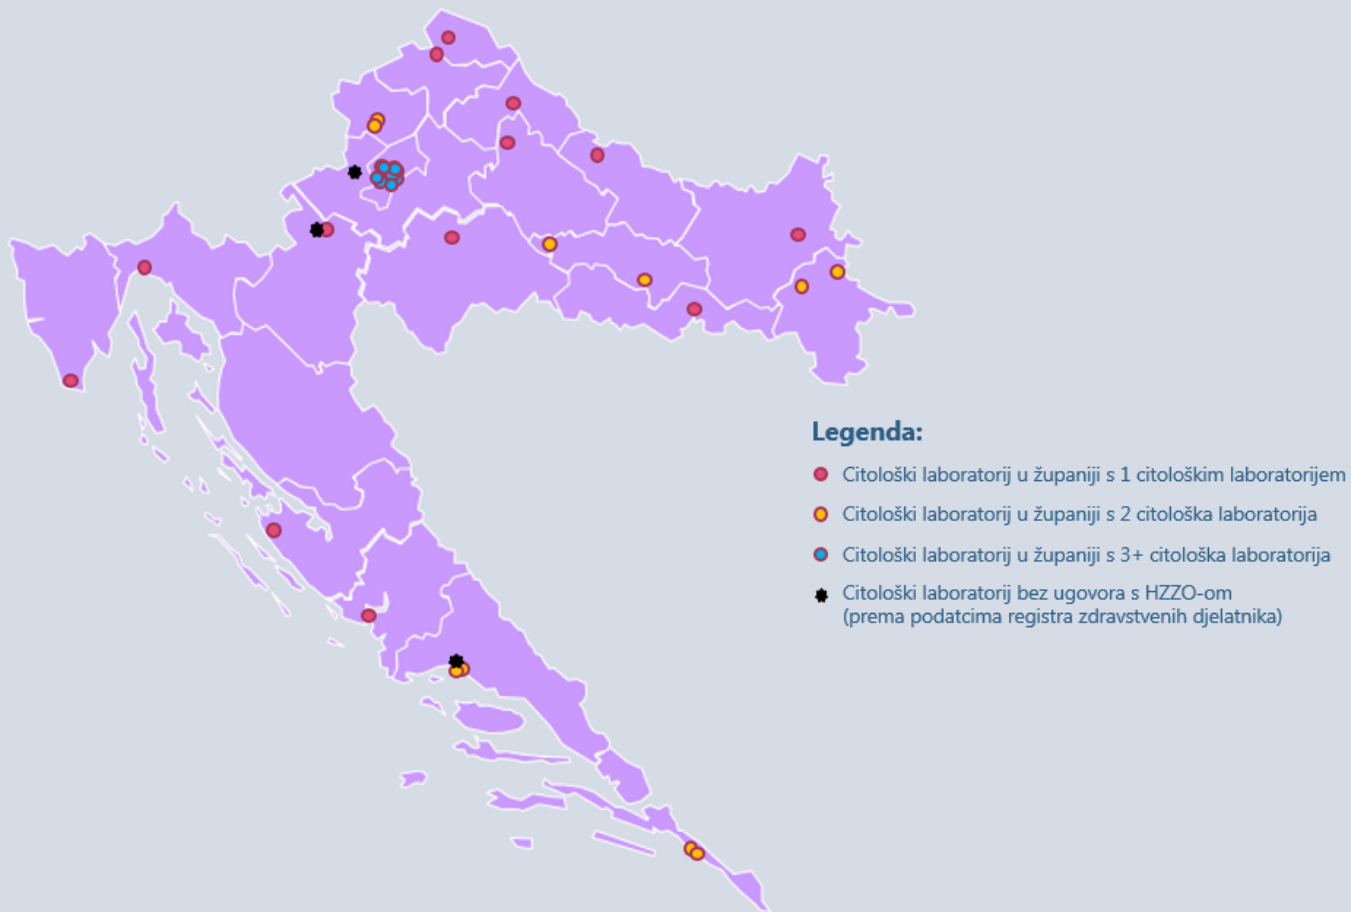 Legenda:
Citološki laboratorij u županiji s 1 citološkim laboratorijem
Citološki laboratorij u županiji s 2 citološka laboratorija
Citološki laboratorij u županiji s 3+ citološka laboratorija
Citološki laboratorij bez ugovora s HZZO-om
(prema podatcima registra zdravstvenih djelatnika)